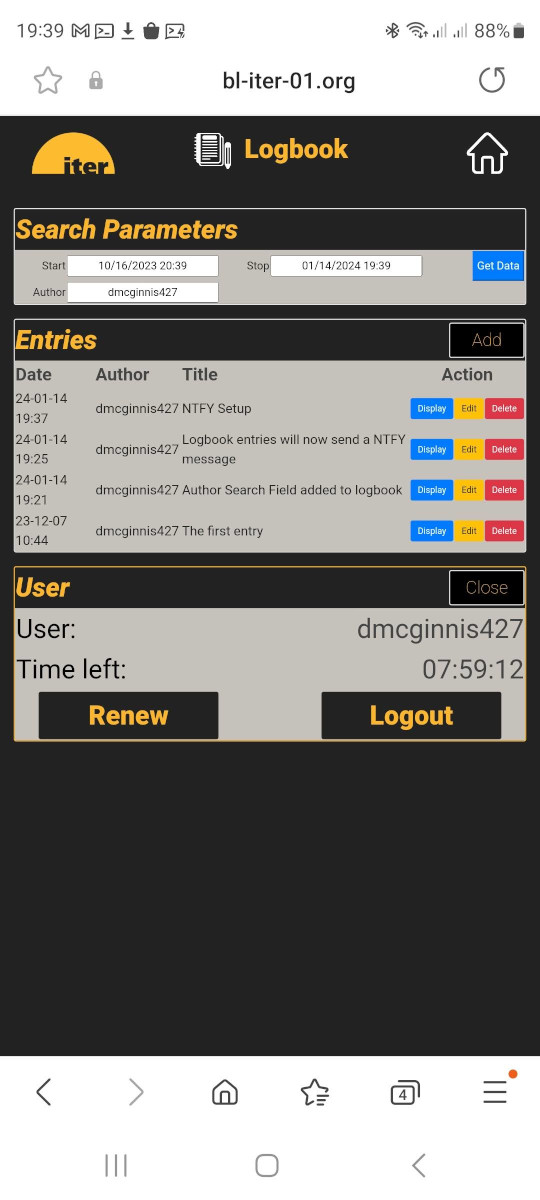 19:39 88%
bl-iter-01.org
iter Logbook
Search Parameters
Start 10/16/2023 20:39 Stop 01/14/2024 19:39 Get Data
Author dmcginnis427
Entries Add
Date Author Title Action
24-01-14 19:37 dmcginnis427 NTFY Setup Display Edit Delete
24-01-14 19:25 dmcginnis427 Logbook entries will now send a NTFY message Display Edit Delete
24-01-14 19:21 dmcginnis427 Author Search Field added to logbook Display Edit Delete
23-12-07 10:44 dmcginnis427 The first entry Display Edit Delete
User Close
User: dmcginnis427
Time left: 07:59:12
Renew Logout
4